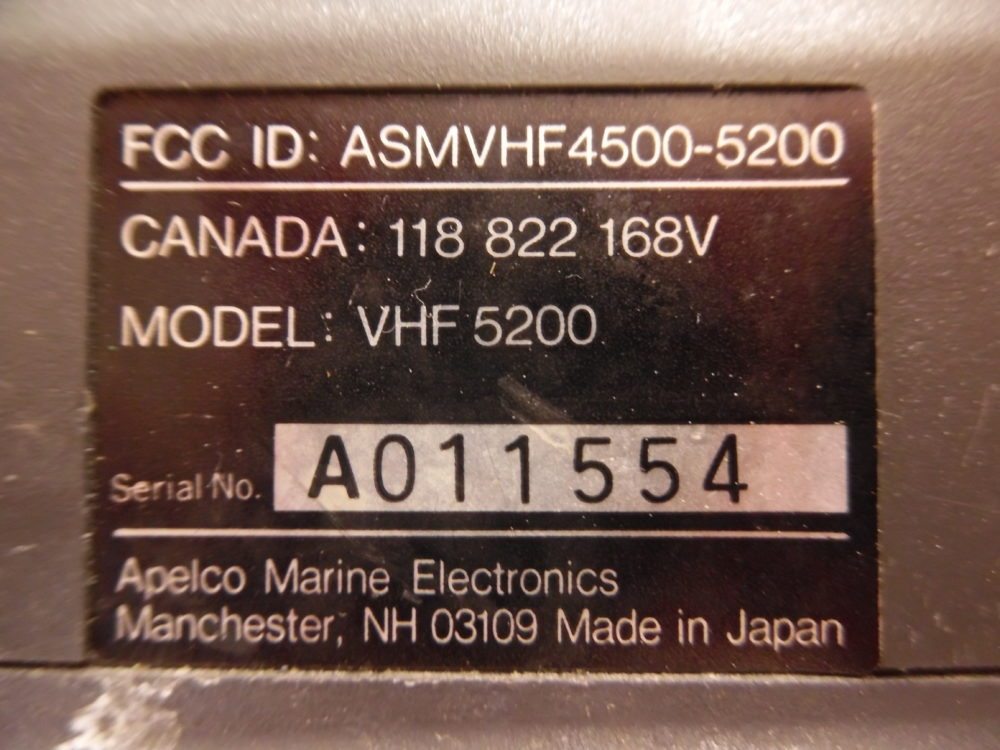 FCC ID: ASMVHF4500-5200
CANADA: 118 822 168V
MODEL: VHF 5200
Serial No. A011554
Apelco Marine Electronics
Manchester, NH 03109 Made in Japan